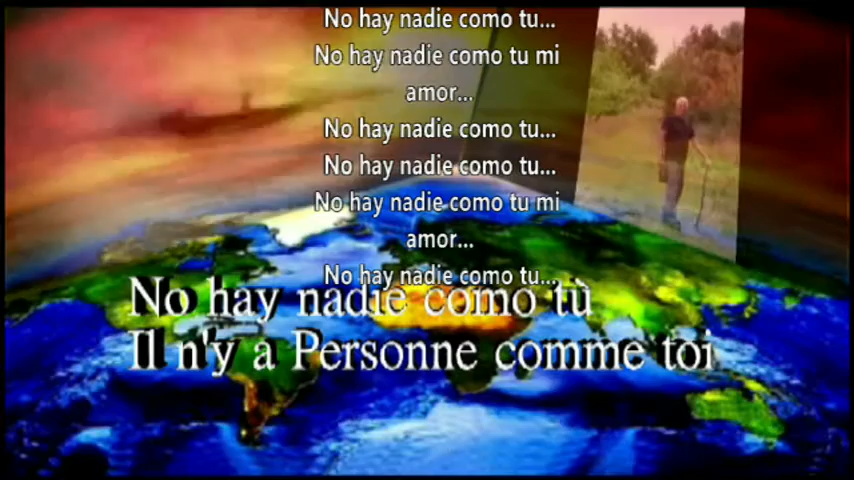 No hay nadie como tu...
No hay nadie como tu mi
amor...
No hay nadie como tu...
No hay nadie como tu...
No hay nadie como tu mi
amor...
No hay nadie como tu...
No hay nadie como tù
Il n'y a Personne comme toi